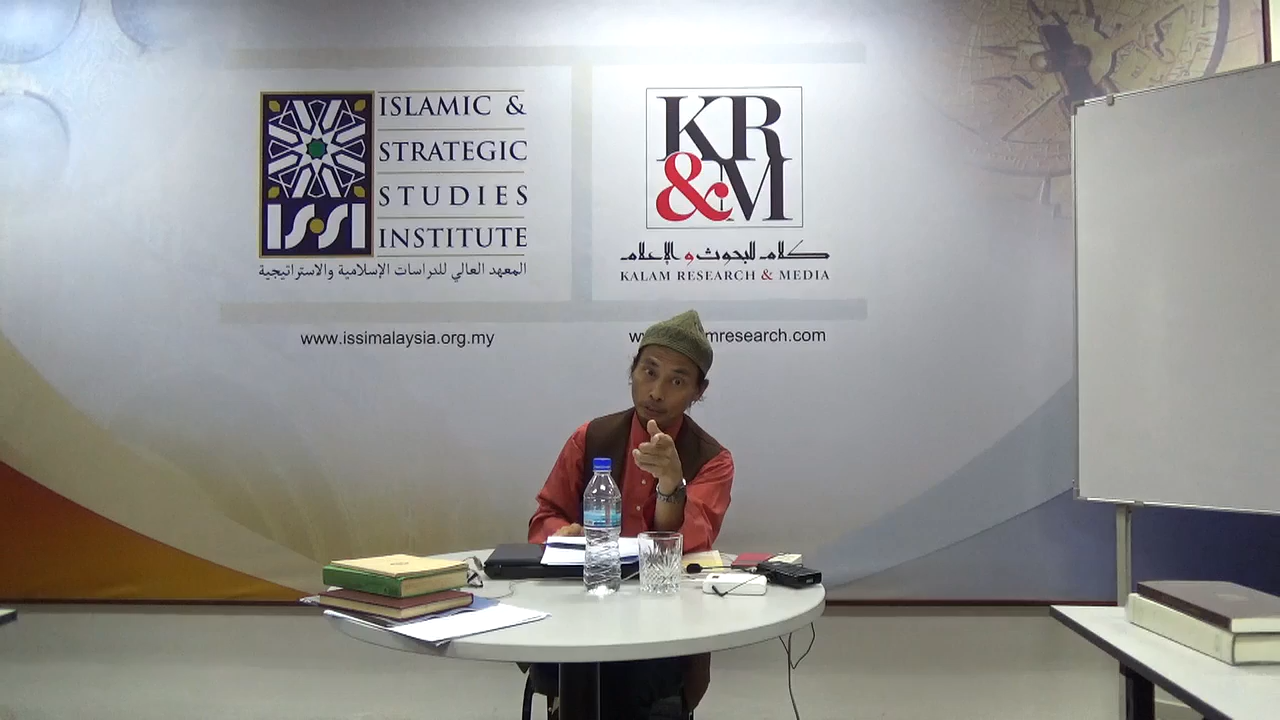 ISLAMIC &
STRATEGIC
STUDIES
INSTITUTE
ISSI
المعهد العالي للدراسات الإسلامية والاستراتيجية
www.issimalaysia.org.my
KR
&M
كلام للبحوث و الإعلام
KALAM RESEARCH & MEDIA